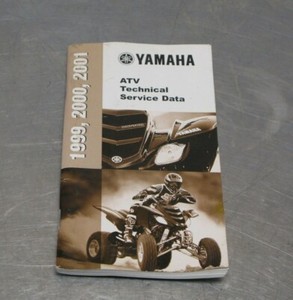 1999, 2000, 2001
YAMAHA
ATV
Technical
Service Data